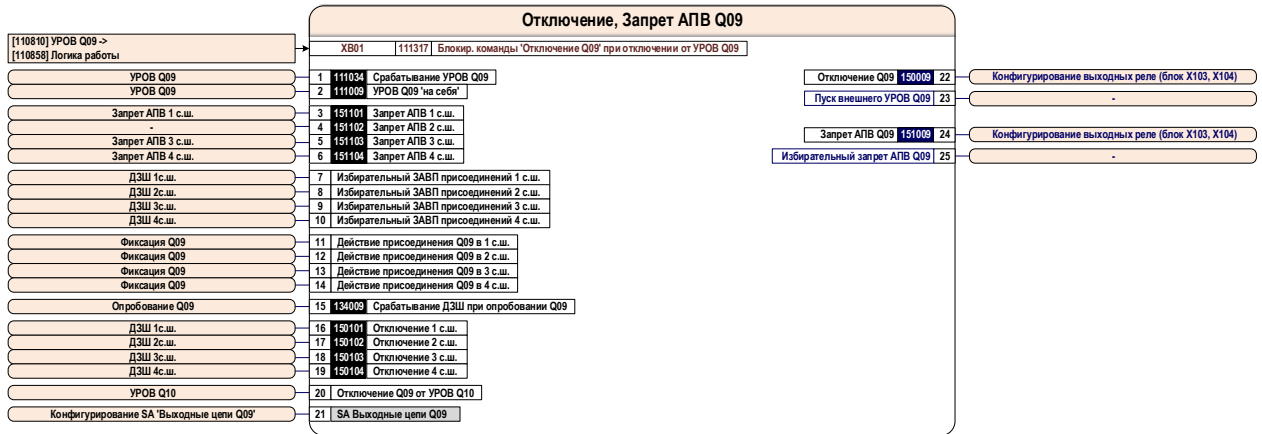 Отключение, Запрет АПВ Q09
[110810] УРОВ Q09 ->
[110858] Логика работы
XB01 111317 Блокир. команды 'Отключение Q09' при отключении от УРОВ Q09
УРОВ Q09 1 111034 Срабатывание УРОВ Q09 Отключение Q09 150009 22 Конфигурирование выходных реле (блок X103, X104)
УРОВ Q09 2 111009 УРОВ Q09 'на себя'
Пуск внешнего УРОВ Q09 23 -
Запрет АПВ 1 с.ш. 3 151101 Запрет АПВ 1 с.ш.
- 4 151102 Запрет АПВ 2 с.ш.
Запрет АПВ Q09 151009 24 Конфигурирование выходных реле (блок X103, X104)
Запрет АПВ 3 с.ш. 5 151103 Запрет АПВ 3 с.ш.
Запрет АПВ 4 с.ш. 6 151104 Запрет АПВ 4 с.ш. Избирательный запрет АПВ Q09 25 -
ДЗШ 1с.ш. 7 Избирательный ЗАВП присоединений 1 с.ш.
ДЗШ 2с.ш. 8 Избирательный ЗАВП присоединений 2 с.ш.
ДЗШ 3с.ш. 9 Избирательный ЗАВП присоединений 3 с.ш.
ДЗШ 4с.ш. 10 Избирательный ЗАВП присоединений 4 с.ш.
Фиксация Q09 11 Действие присоединения Q09 в 1 с.ш.
Фиксация Q09 12 Действие присоединения Q09 в 2 с.ш.
Фиксация Q09 13 Действие присоединения Q09 в 3 с.ш.
Фиксация Q09 14 Действие присоединения Q09 в 4 с.ш.
Опробование Q09 15 134009 Срабатывание ДЗШ при опробовании Q09
ДЗШ 1с.ш. 16 150101 Отключение 1 с.ш.
ДЗШ 2с.ш. 17 150102 Отключение 2 с.ш.
ДЗШ 3с.ш. 18 150103 Отключение 3 с.ш.
ДЗШ 4с.ш. 19 150104 Отключение 4 с.ш.
УРОВ Q10 20 Отключение Q09 от УРОВ Q10
Конфигурирование SA 'Выходные цепи Q09' 21 SA Выходные цепи Q09